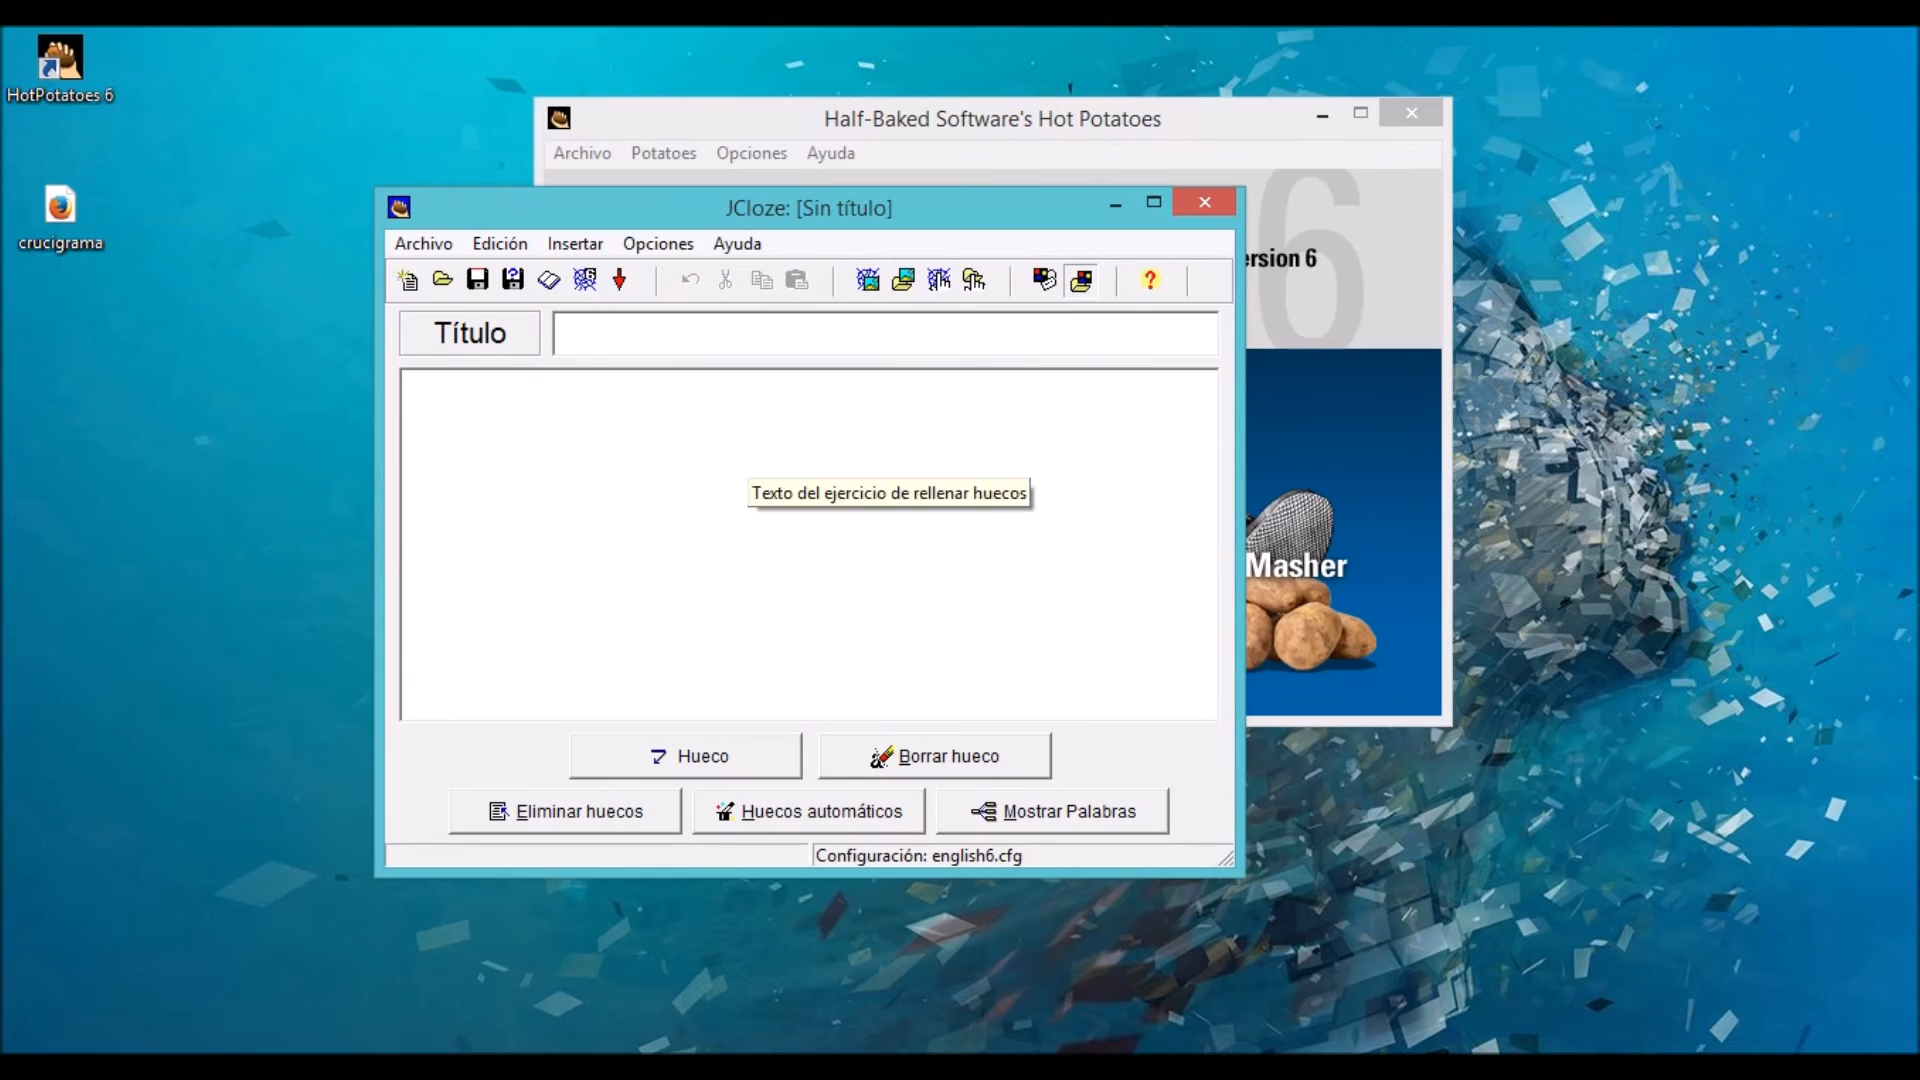 HotPotatoes 6
crucigrama
Half-Baked Software's Hot Potatoes
Archivo Potatoes Opciones Ayuda
6
ersion 6
Masher
JCloze: [Sin título]
Archivo Edición Insertar Opciones Ayuda
Título
Texto del ejercicio de rellenar huecos
Hueco Borrar hueco
Eliminar huecos Huecos automáticos Mostrar Palabras
Configuración: english6.cfg